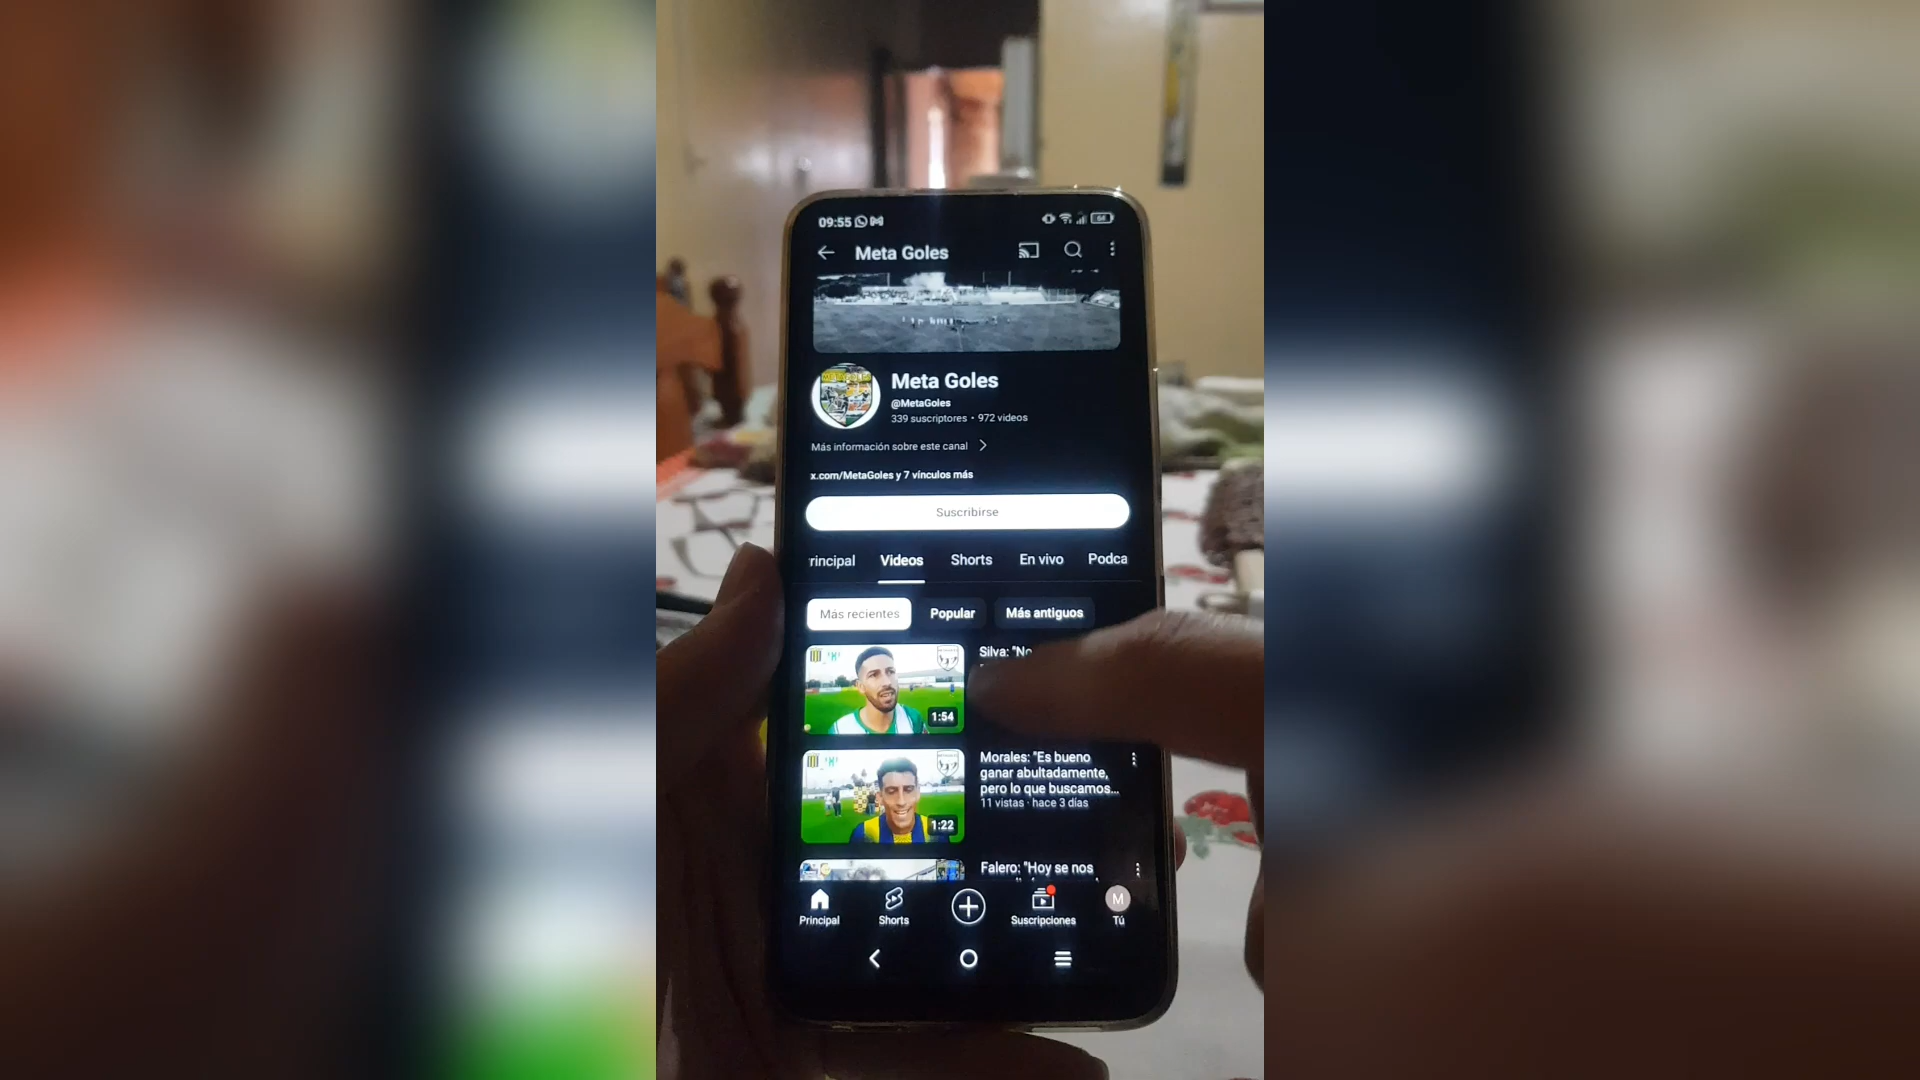 09:55
Meta Goles
Meta Goles
@MetaGoles
339 suscriptores • 972 videos
Más información sobre este canal
x.com/MetaGoles y 7 vínculos más
Suscribirse
rincipal Videos Shorts En vivo Podca
Más recientes Popular Más antiguos
Silva: "No
1:54
Morales: "Es bueno
ganar abultadamente,
pero lo que buscamos...
11 vistas · hace 3 días
1:22
Falero: "Hoy se nos
Principal Shorts Suscripciones M Tú